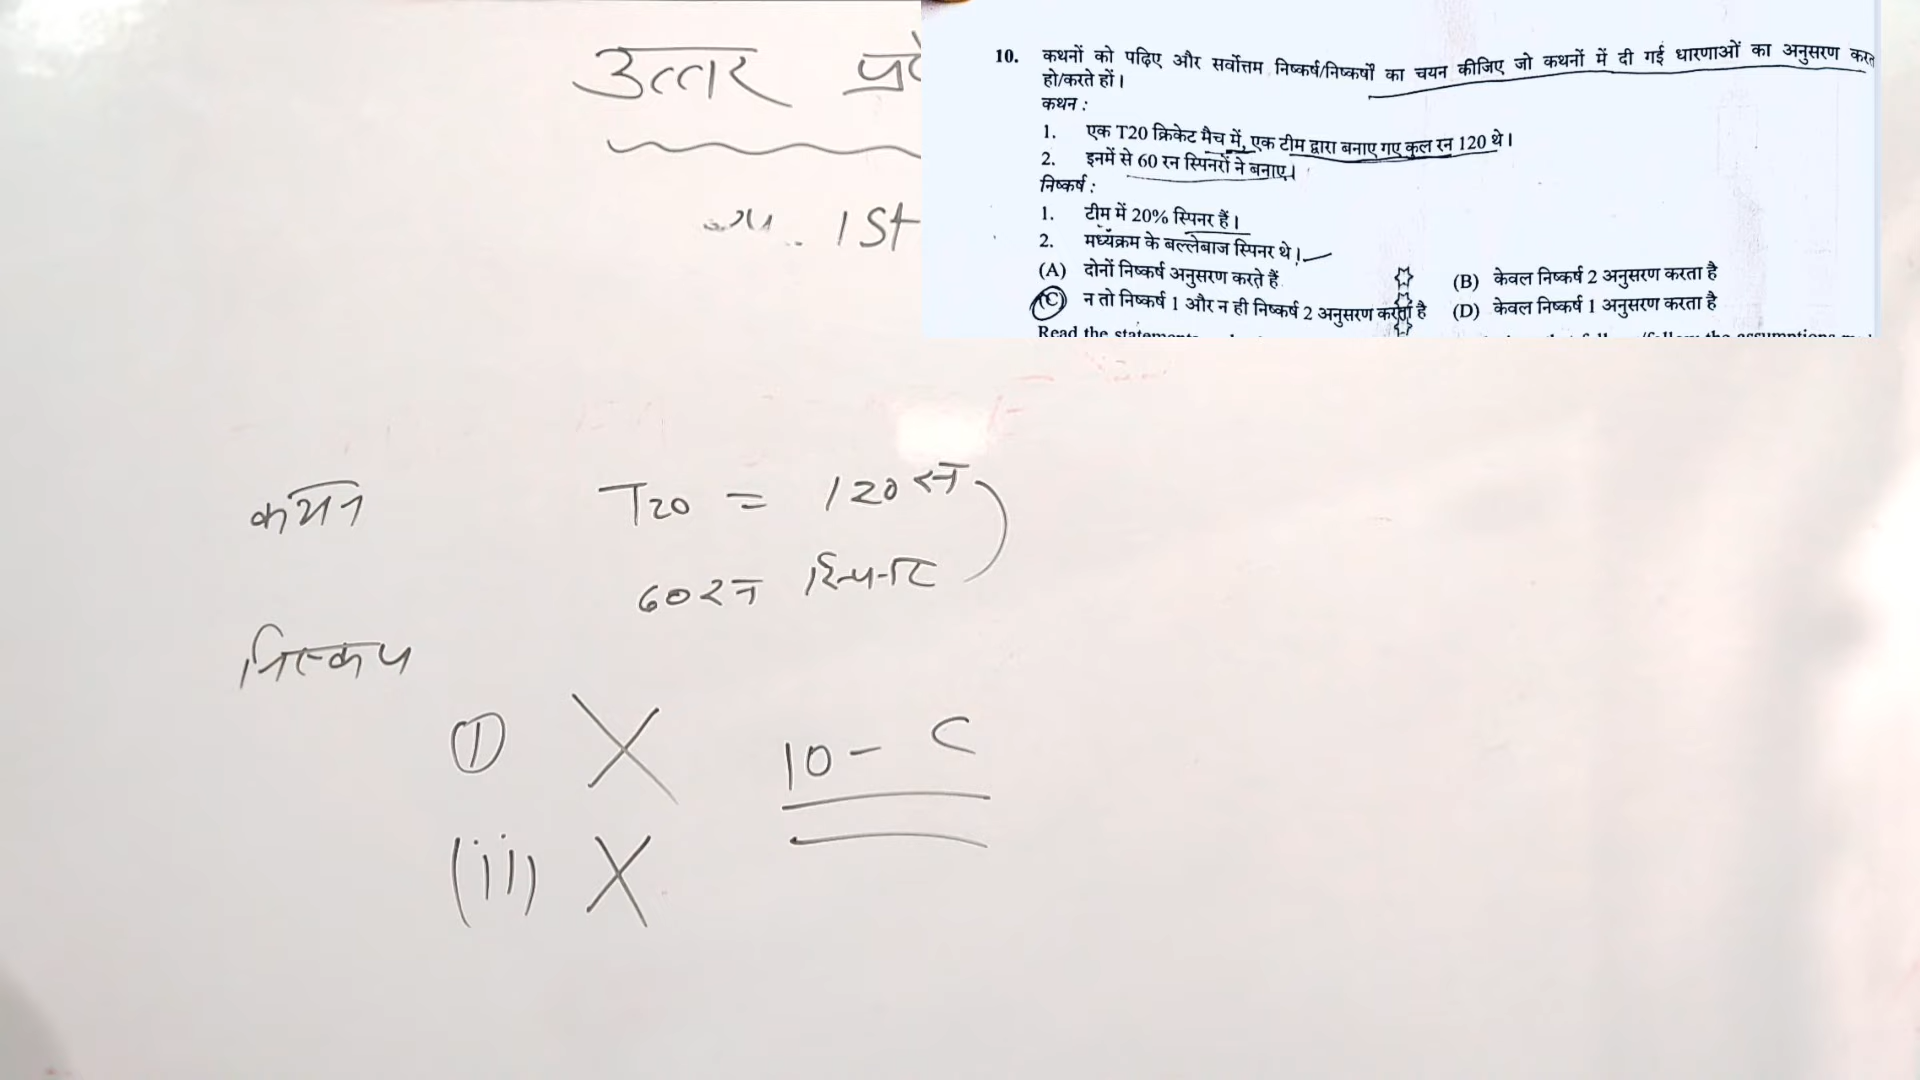 उत्तर प्र
1st
10. कथनों को पढ़िए और सर्वोत्तम निष्कर्ष/निष्कर्षों का चयन कीजिए जो कथनों में दी गई धारणाओं का अनुसरण करत
हो/करते हों।
कथन :
1. एक T20 क्रिकेट मैच में, एक टीम द्वारा बनाए गए कुल रन 120 थे।
2. इनमें से 60 रन स्पिनरों ने बनाए।
निष्कर्ष :
1. टीम में 20% स्पिनर हैं।
2. मध्यक्रम के बल्लेबाज स्पिनर थे।
(A) दोनों निष्कर्ष अनुसरण करते हैं (B) केवल निष्कर्ष 2 अनुसरण करता है
(C) न तो निष्कर्ष 1 और न ही निष्कर्ष 2 अनुसरण करता है (D) केवल निष्कर्ष 1 अनुसरण करता है
Read the
कथन T20 = 120 रन
60 रन स्पिनर
① X 10 - C
(ii) X